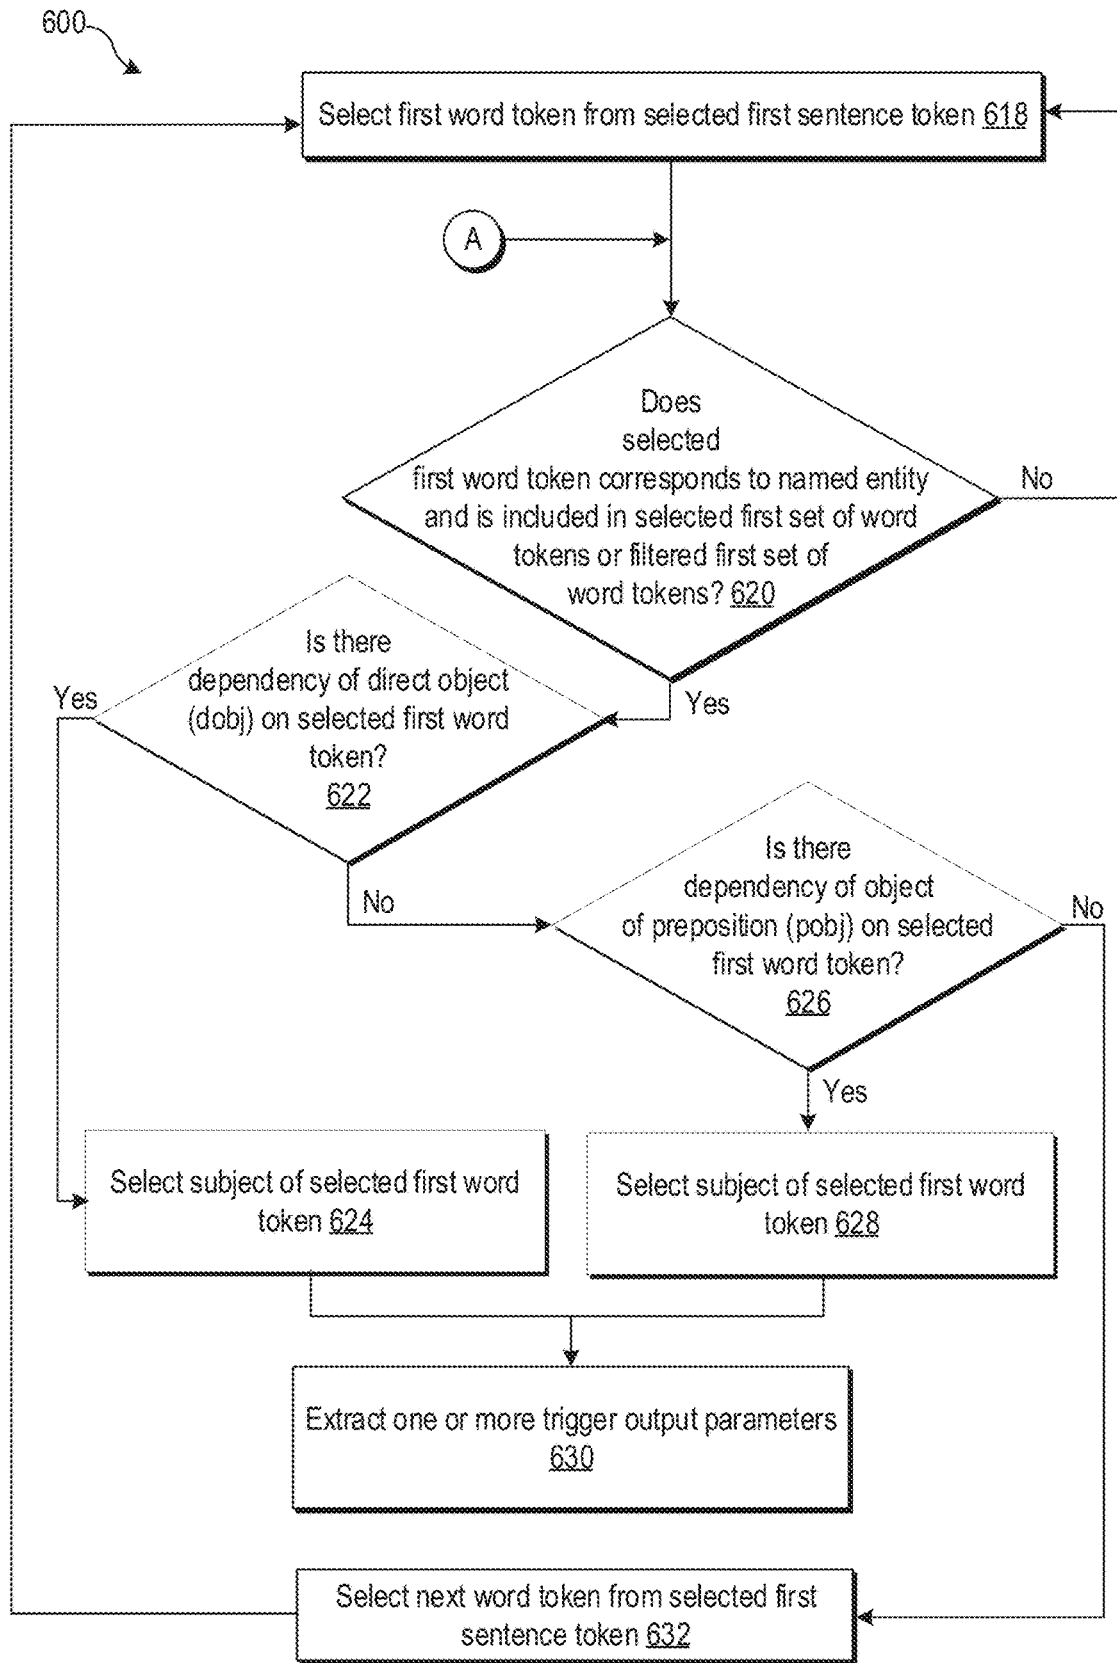 600
Select first word token from selected first sentence token 618
A
Does
selected
first word token corresponds to named entity
and is included in selected first set of word
tokens or filtered first set of
word tokens? 620
No
Yes
Is there
dependency of direct object
(dobj) on selected first word
token?
622
Yes
No
Is there
dependency of object
of preposition (pobj) on selected
first word token?
626
No
Yes
Select subject of selected first word
token 624
Select subject of selected first word
token 628
Extract one or more trigger output parameters
630
Select next word token from selected first
sentence token 632